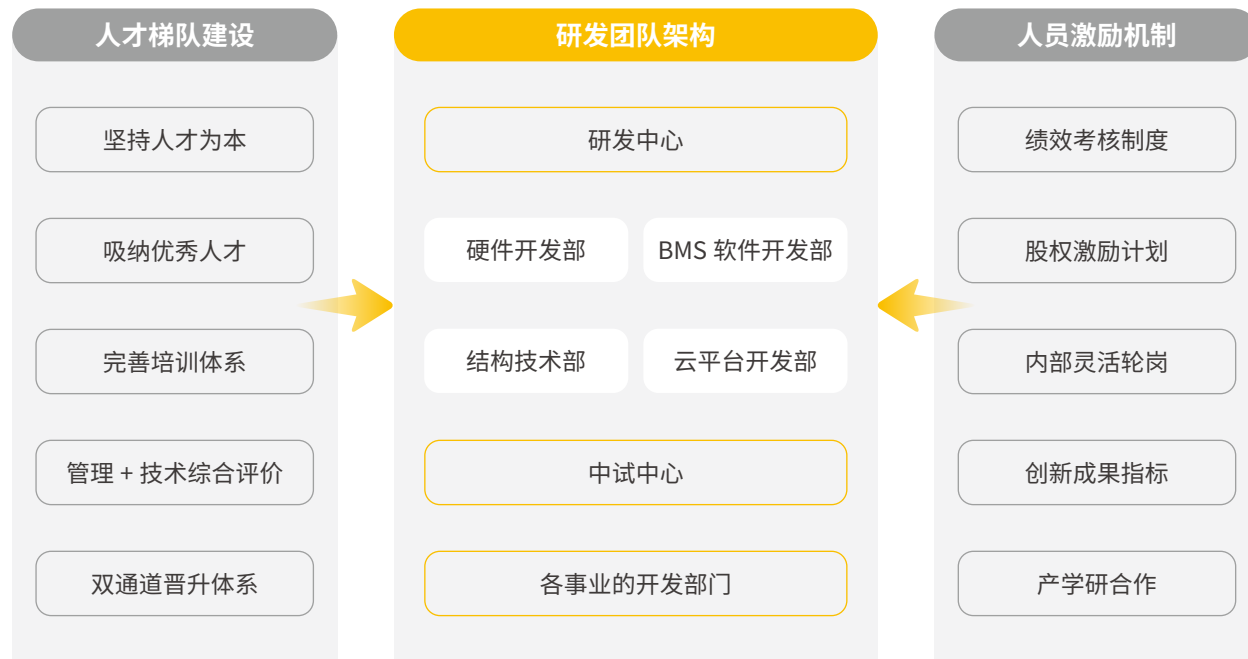 人才梯队建设
坚持人才为本
吸纳优秀人才
完善培训体系
管理 + 技术综合评价
双通道晋升体系
研发团队架构
研发中心
硬件开发部
BMS 软件开发部
结构技术部
云平台开发部
中试中心
各事业的开发部门
人员激励机制
绩效考核制度
股权激励计划
内部灵活轮岗
创新成果指标
产学研合作